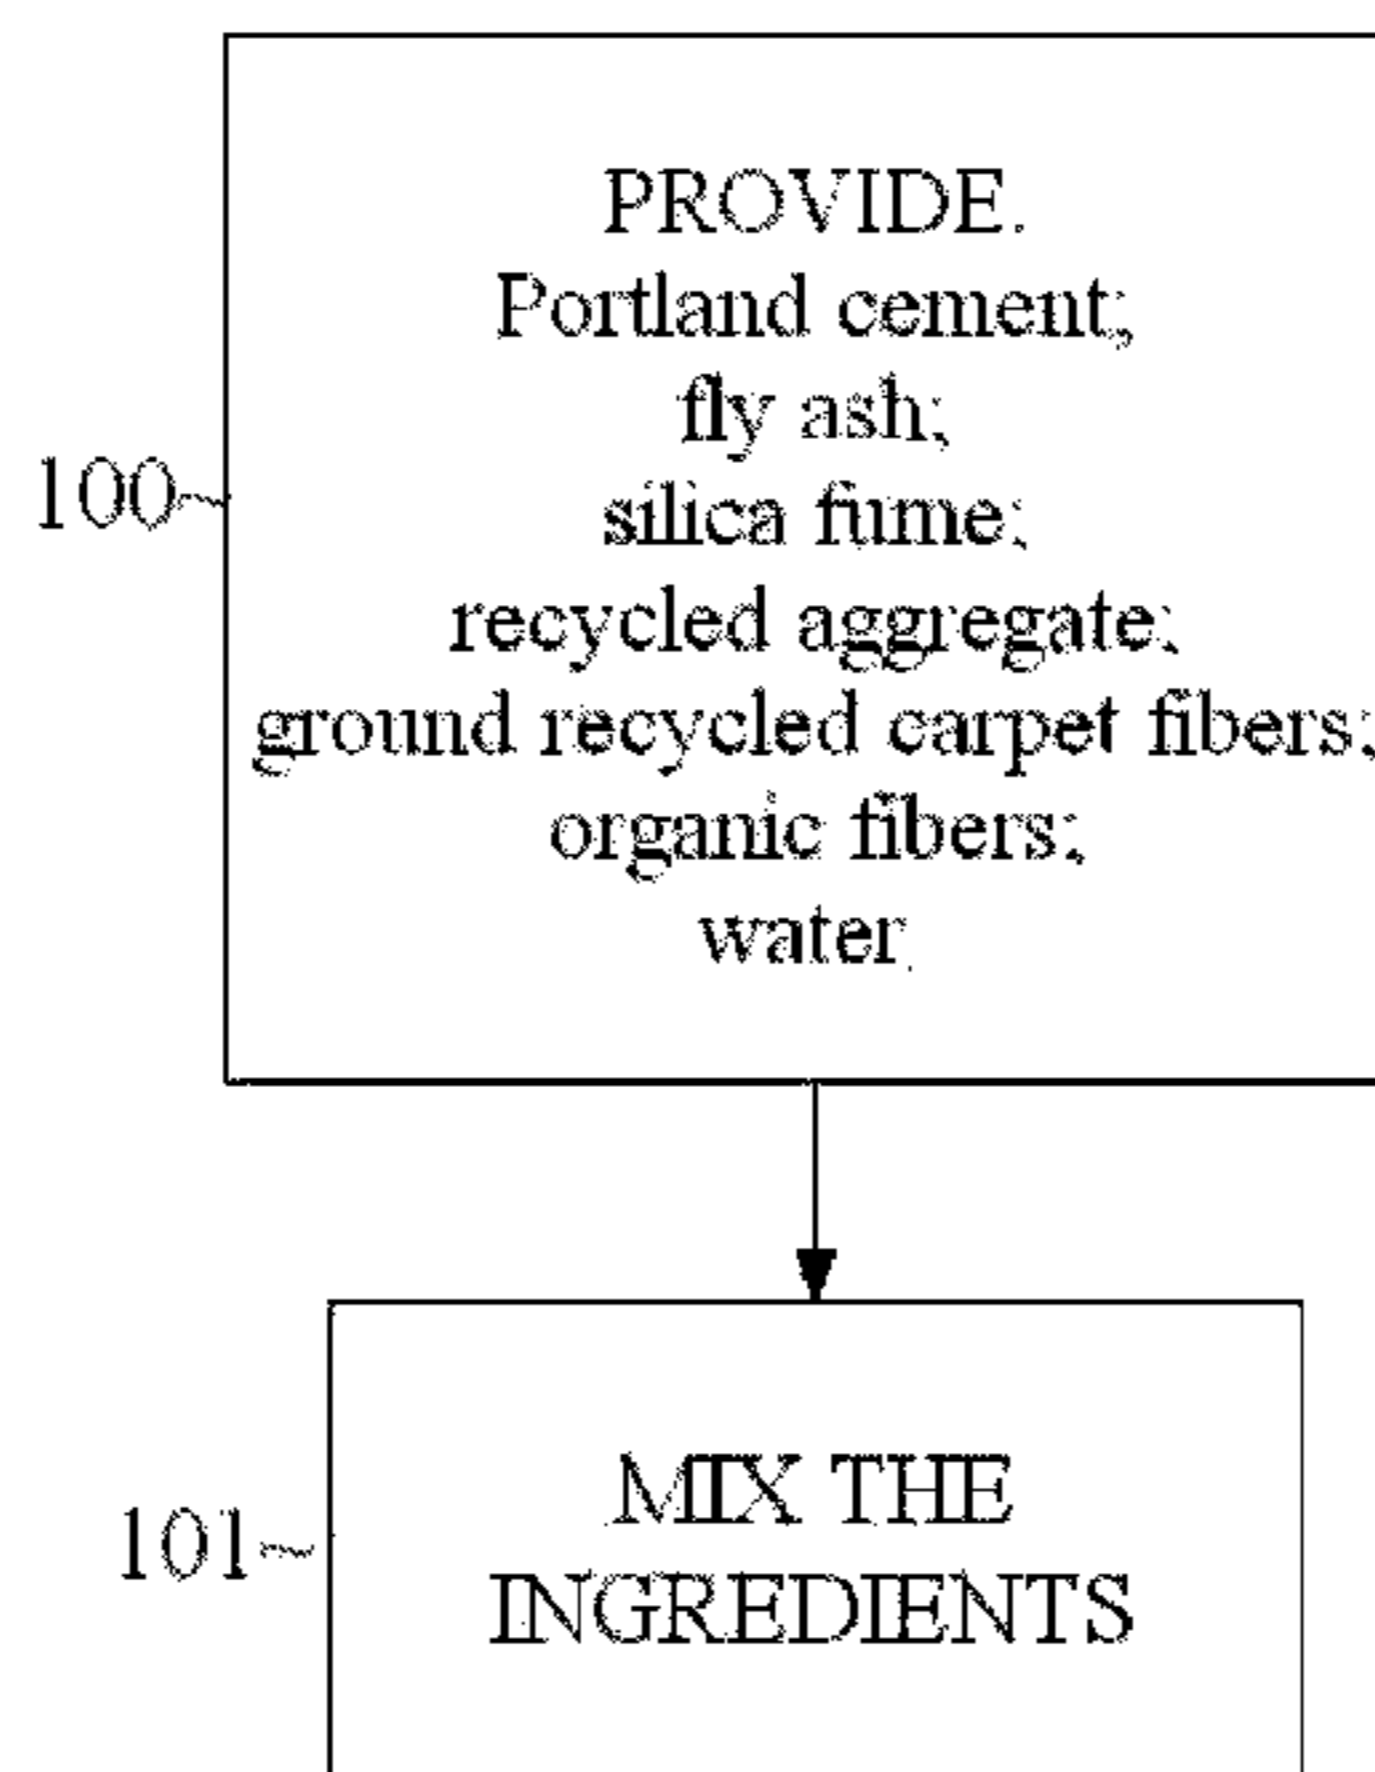 PROVIDE.
Portland cement;
fly ash;
silica fume;
100
recycled aggregate;
ground recycled carpet fibers;
organic fibers;
water.
MIX THE
101
INGREDIENTS